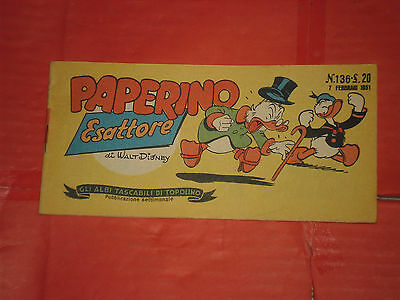 PAPERINO
Esattore
di WALT DISNEY
N. 136 - £. 20
7 FEBBRAIO 1951
GLI ALBI TASCABILI DI TOPOLINO
Pubblicazione settimanale